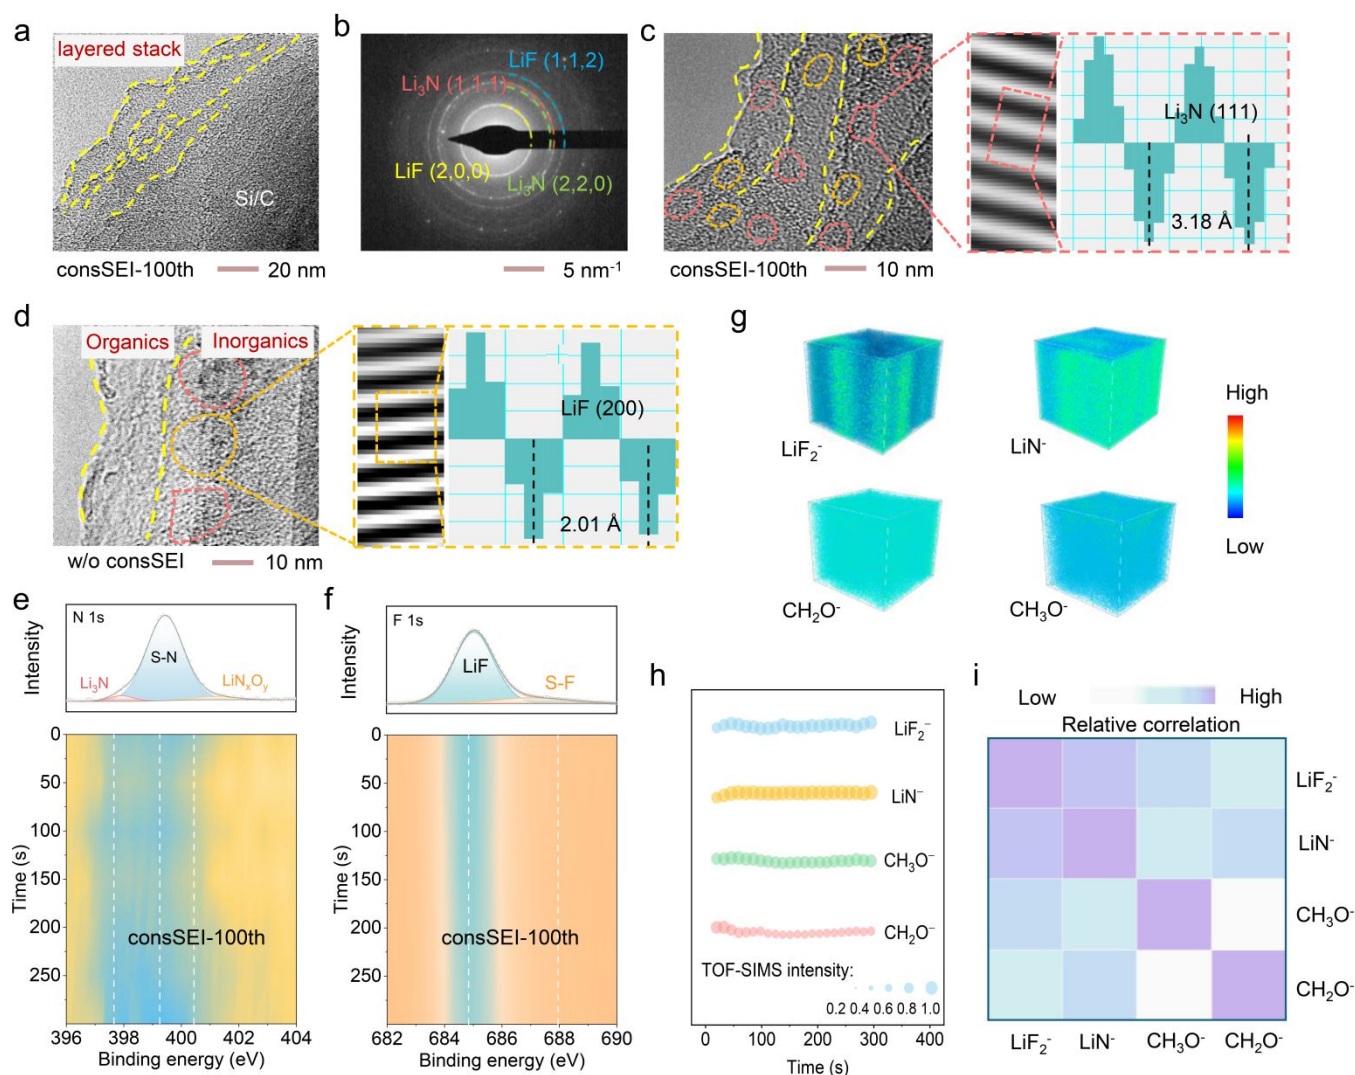 a
layered stack
Si/C
consSEI-100th
20 nm
b
LiF (1,1,2)
Li₃N (1,1,1)
LiF (2,0,0)
Li₃N (2,2,0)
5 nm⁻¹
c
consSEI-100th
10 nm
Li₃N (111)
3.18 Å
d
Organics
Inorganics
w/o consSEI
10 nm
LiF (200)
2.01 Å
g
LiF₂⁻
LiN⁻
CH₂O⁻
CH₃O⁻
High
Low
e
N 1s
Intensity
S-N
Li₃N
LiNₓOᵧ
0
50
100
150
200
250
Time (s)
consSEI-100th
396 398 400 402 404
Binding energy (eV)
f
F 1s
Intensity
LiF
S-F
0
50
100
150
200
250
Time (s)
consSEI-100th
682 684 686 688 690
Binding energy (eV)
h
LiF₂⁻
LiN⁻
CH₃O⁻
CH₂O⁻
TOF-SIMS intensity:
0.2 0.4 0.6 0.8 1.0
0 100 200 300 400
Time (s)
i
Low
High
Relative correlation
LiF₂⁻
LiN⁻
CH₃O⁻
CH₂O⁻
LiF₂⁻ LiN⁻ CH₃O⁻ CH₂O⁻